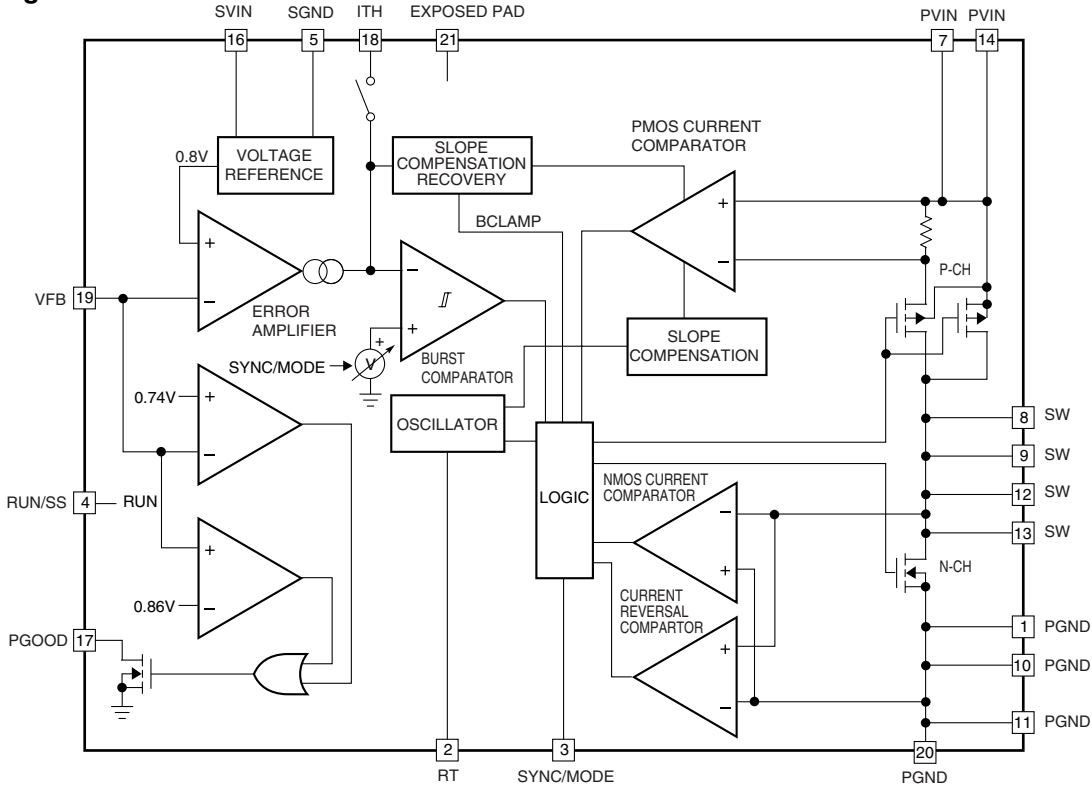 g
SVIN SGND ITH EXPOSED PAD PVIN PVIN
16 5 18 21 7 14
PMOS CURRENT
COMPARATOR
0.8V
VOLTAGE
REFERENCE
SLOPE
COMPENSATION
RECOVERY
BCLAMP
+
−
+
−
P-CH
VFB 19
ERROR
AMPLIFIER
−
+
BURST
COMPARATOR
SYNC/MODE
+
V
SLOPE
COMPENSATION
0.74V
+
−
OSCILLATOR
8 SW
9 SW
12 SW
13 SW
RUN/SS 4 RUN
LOGIC
NMOS CURRENT
COMPARATOR
−
+
N-CH
+
0.86V
−
CURRENT
REVERSAL
COMPARTOR
+
−
PGOOD 17
1 PGND
10 PGND
11 PGND
2 3 20
RT SYNC/MODE PGND